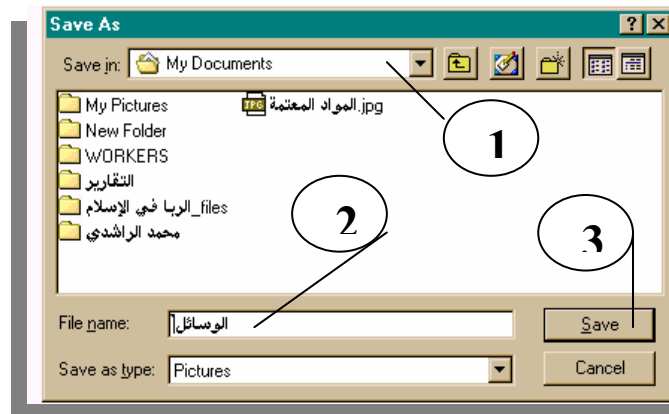 Save As
Save in: My Documents
My Pictures
المواد المعتمة.jpg
New Folder
WORKERS
التقارير
الربا في الإسلام_files
محمد الراشدي
1
2
3
File name: الوسائل
Save
Save as type: Pictures
Cancel